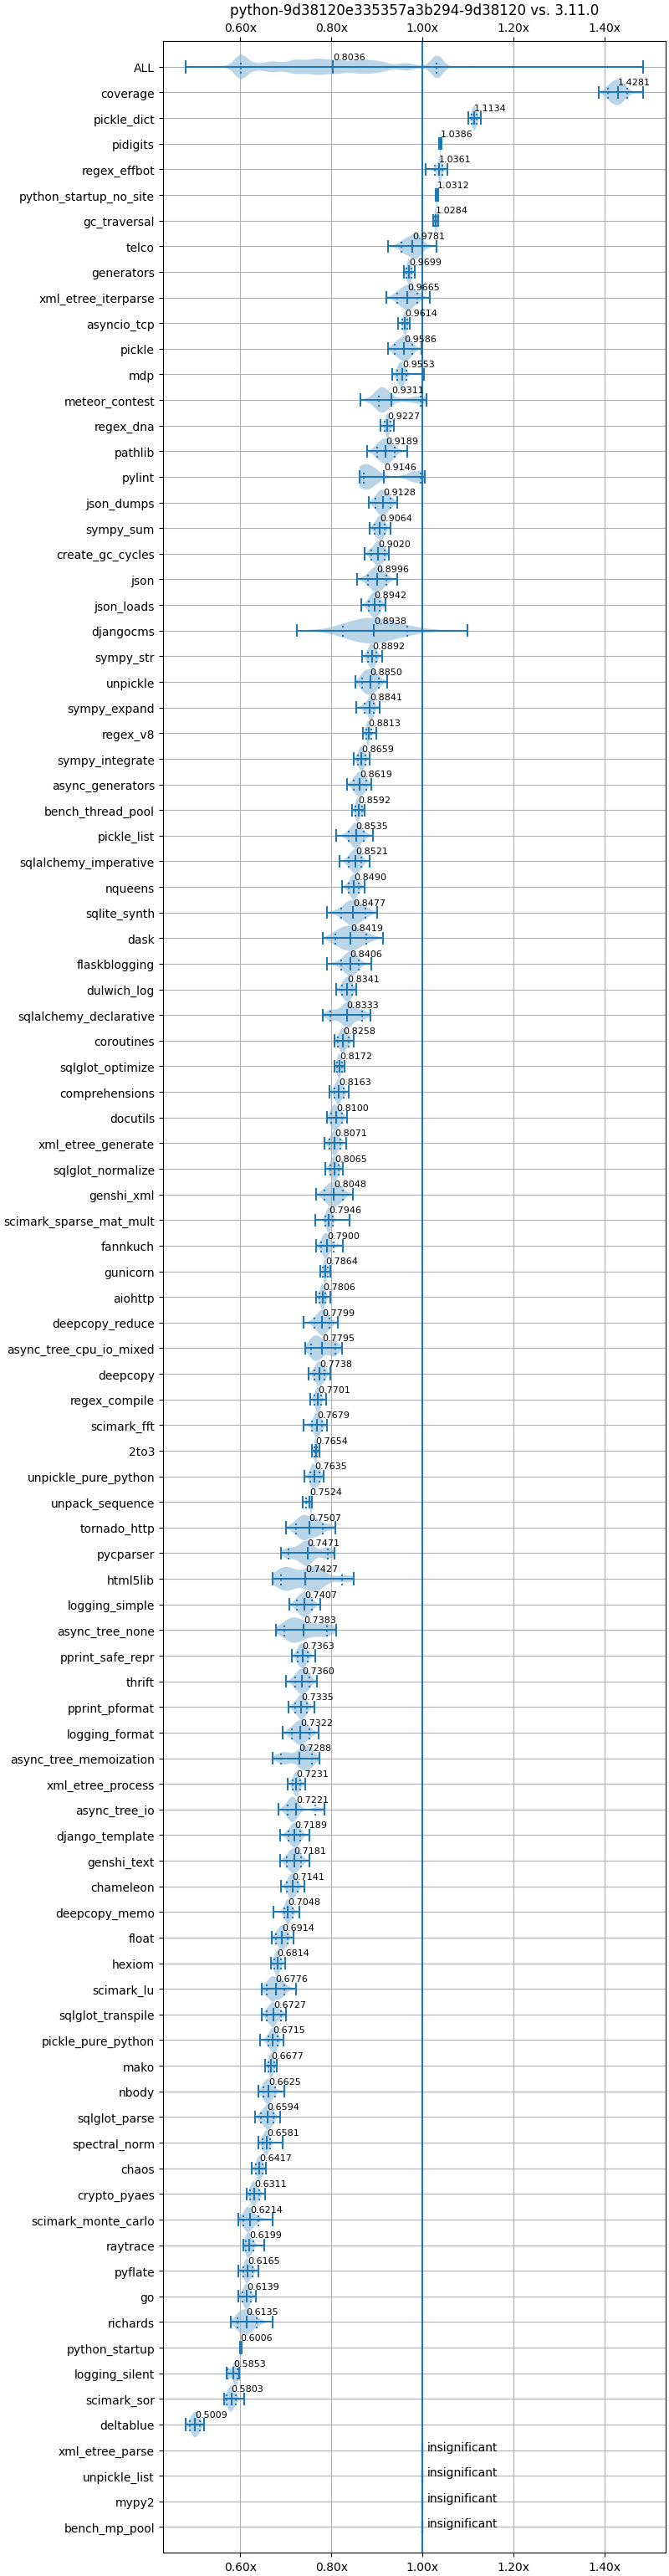 python-9d38120e335357a3b294-9d38120 vs. 3.11.0
0.60x 0.80x 1.00x 1.20x 1.40x
ALL 0.8036
coverage 1.4281
pickle_dict 1.1134
pidigits 1.0386
regex_effbot 1.0361
python_startup_no_site 1.0312
gc_traversal 1.0284
telco 0.9781
generators 0.9699
xml_etree_iterparse 0.9665
asyncio_tcp 0.9614
pickle 0.9586
mdp 0.9553
meteor_contest 0.9311
regex_dna 0.9227
pathlib 0.9189
pylint 0.9146
json_dumps 0.9128
sympy_sum 0.9064
create_gc_cycles 0.9020
json 0.8996
json_loads 0.8942
djangocms 0.8938
sympy_str 0.8892
unpickle 0.8850
sympy_expand 0.8841
regex_v8 0.8813
sympy_integrate 0.8659
async_generators 0.8619
bench_thread_pool 0.8592
pickle_list 0.8535
sqlalchemy_imperative 0.8521
nqueens 0.8490
sqlite_synth 0.8477
dask 0.8419
flaskblogging 0.8406
dulwich_log 0.8341
sqlalchemy_declarative 0.8333
coroutines 0.8258
sqlglot_optimize 0.8172
comprehensions 0.8163
docutils 0.8100
xml_etree_generate 0.8071
sqlglot_normalize 0.8065
genshi_xml 0.8048
scimark_sparse_mat_mult 0.7946
fannkuch 0.7900
gunicorn 0.7864
aiohttp 0.7806
deepcopy_reduce 0.7799
async_tree_cpu_io_mixed 0.7795
deepcopy 0.7738
regex_compile 0.7701
scimark_fft 0.7679
2to3 0.7654
unpickle_pure_python 0.7635
unpack_sequence 0.7524
tornado_http 0.7507
pycparser 0.7471
html5lib 0.7427
logging_simple 0.7407
async_tree_none 0.7383
pprint_safe_repr 0.7363
thrift 0.7360
pprint_pformat 0.7335
logging_format 0.7322
async_tree_memoization 0.7288
xml_etree_process 0.7231
async_tree_io 0.7221
django_template 0.7189
genshi_text 0.7181
chameleon 0.7141
deepcopy_memo 0.7048
float 0.6914
hexiom 0.6814
scimark_lu 0.6776
sqlglot_transpile 0.6727
pickle_pure_python 0.6715
mako 0.6677
nbody 0.6625
sqlglot_parse 0.6594
spectral_norm 0.6581
chaos 0.6417
crypto_pyaes 0.6311
scimark_monte_carlo 0.6214
raytrace 0.6199
pyflate 0.6165
go 0.6139
richards 0.6135
python_startup 0.6006
logging_silent 0.5853
scimark_sor 0.5803
deltablue 0.5009
xml_etree_parse insignificant
unpickle_list insignificant
mypy2 insignificant
bench_mp_pool insignificant
0.60x 0.80x 1.00x 1.20x 1.40x